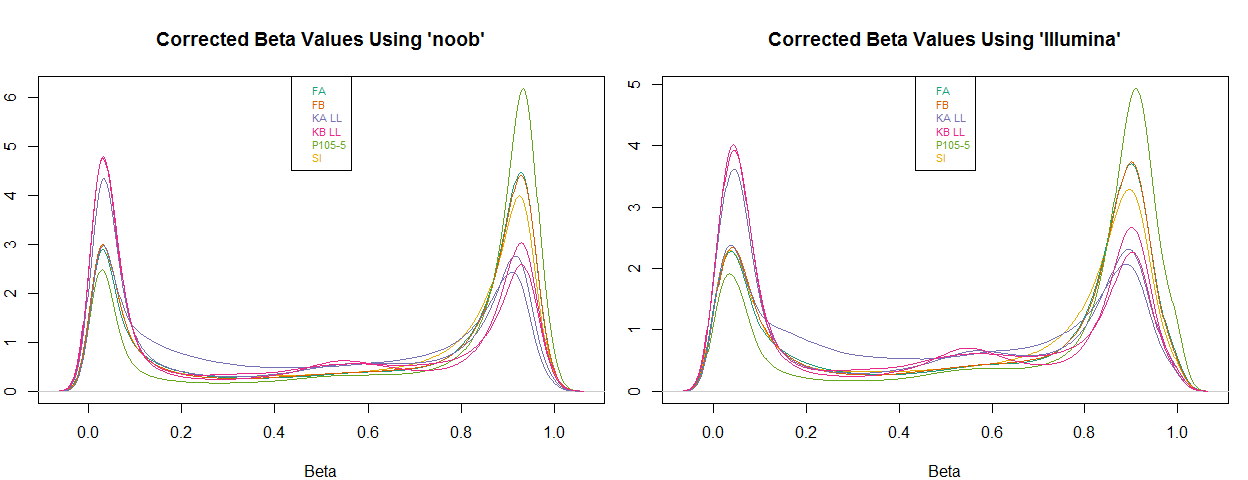 Corrected Beta Values Using 'noob'
FA
FB
KA LL
KB LL
P105-5
SI
0
1
2
3
4
5
6
0.0 0.2 0.4 0.6 0.8 1.0
Beta
Corrected Beta Values Using 'Illumina'
FA
FB
KA LL
KB LL
P105-5
SI
0
1
2
3
4
5
0.0 0.2 0.4 0.6 0.8 1.0
Beta